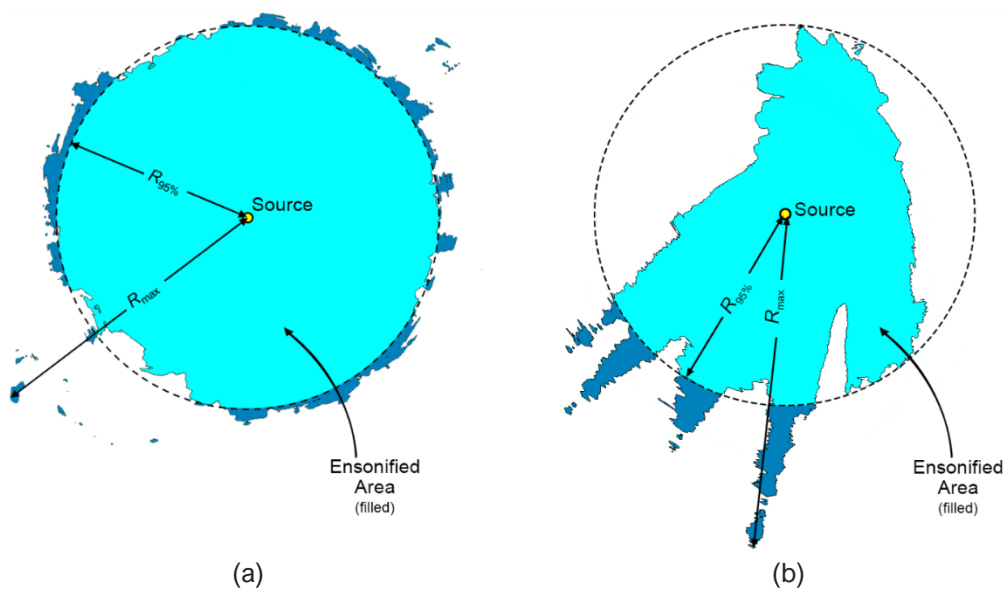 R95%
Source
Rmax
Ensonified
Area
(filled)
(a)
Source
R95%
Rmax
Ensonified
Area
(filled)
(b)